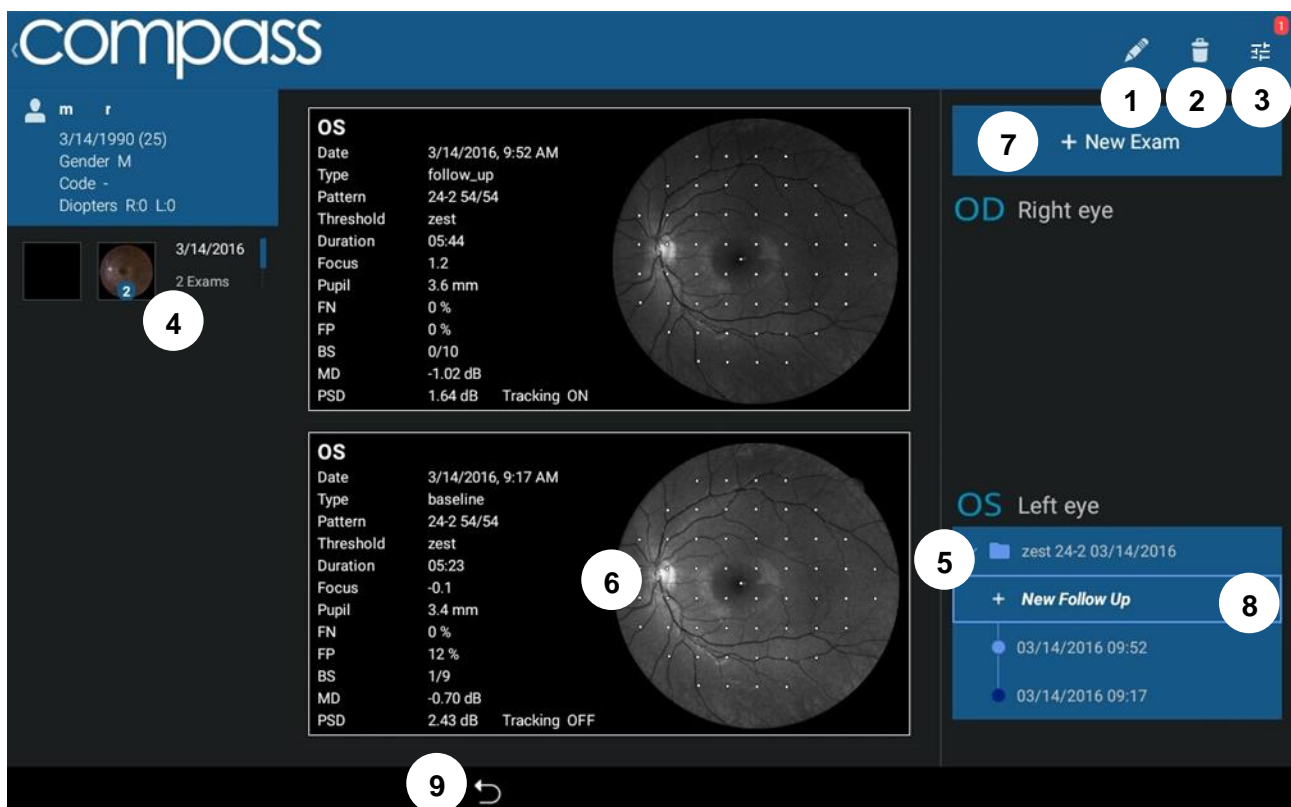 compass
1
1
2
3
m r
3/14/1990 (25)
Gender M
Code -
Diopters R:0 L:0
3/14/2016
2 Exams
2
4
OS
Date 3/14/2016, 9:52 AM
Type follow_up
Pattern 24-2 54/54
Threshold zest
Duration 05:44
Focus 1.2
Pupil 3.6 mm
FN 0 %
FP 0 %
BS 0/10
MD -1.02 dB
PSD 1.64 dB Tracking ON
OS
Date 3/14/2016, 9:17 AM
Type baseline
Pattern 24-2 54/54
Threshold zest
Duration 05:23
Focus -0.1
Pupil 3.4 mm
FN 0 %
FP 12 %
BS 1/9
MD -0.70 dB
PSD 2.43 dB Tracking OFF
6
7 + New Exam
OD Right eye
OS Left eye
5 zest 24-2 03/14/2016
+ New Follow Up 8
03/14/2016 09:52
03/14/2016 09:17
9